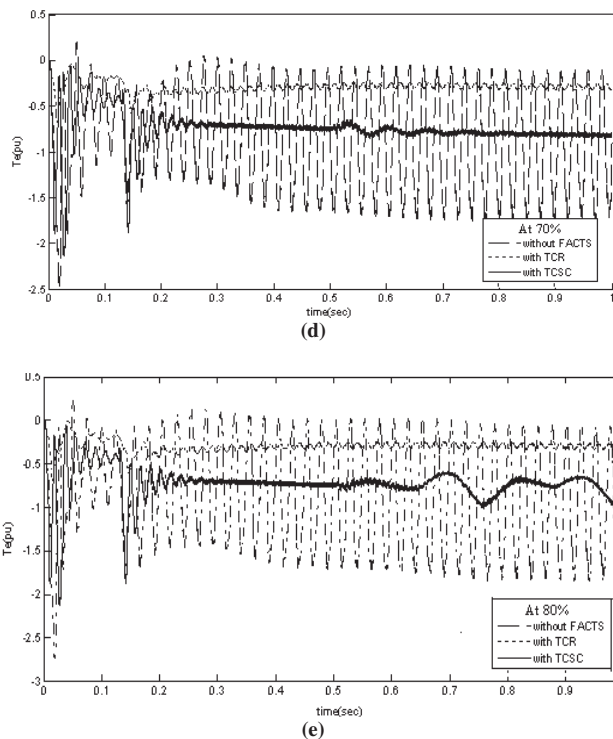 0.5
0
-0.5
-1
-1.5
-2
-2.5
Te(pu)
0 0.1 0.2 0.3 0.4 0.5 0.6 0.7 0.8 0.9 1
time(sec)
At 70%
without FACTS
with TCR
with TCSC
(d)
0.5
0
-0.5
-1
-1.5
-2
-2.5
-3
Te(pu)
0 0.1 0.2 0.3 0.4 0.5 0.6 0.7 0.8 0.9
time(sec)
At 80%
without FACTS
with TCR
with TCSC
(e)